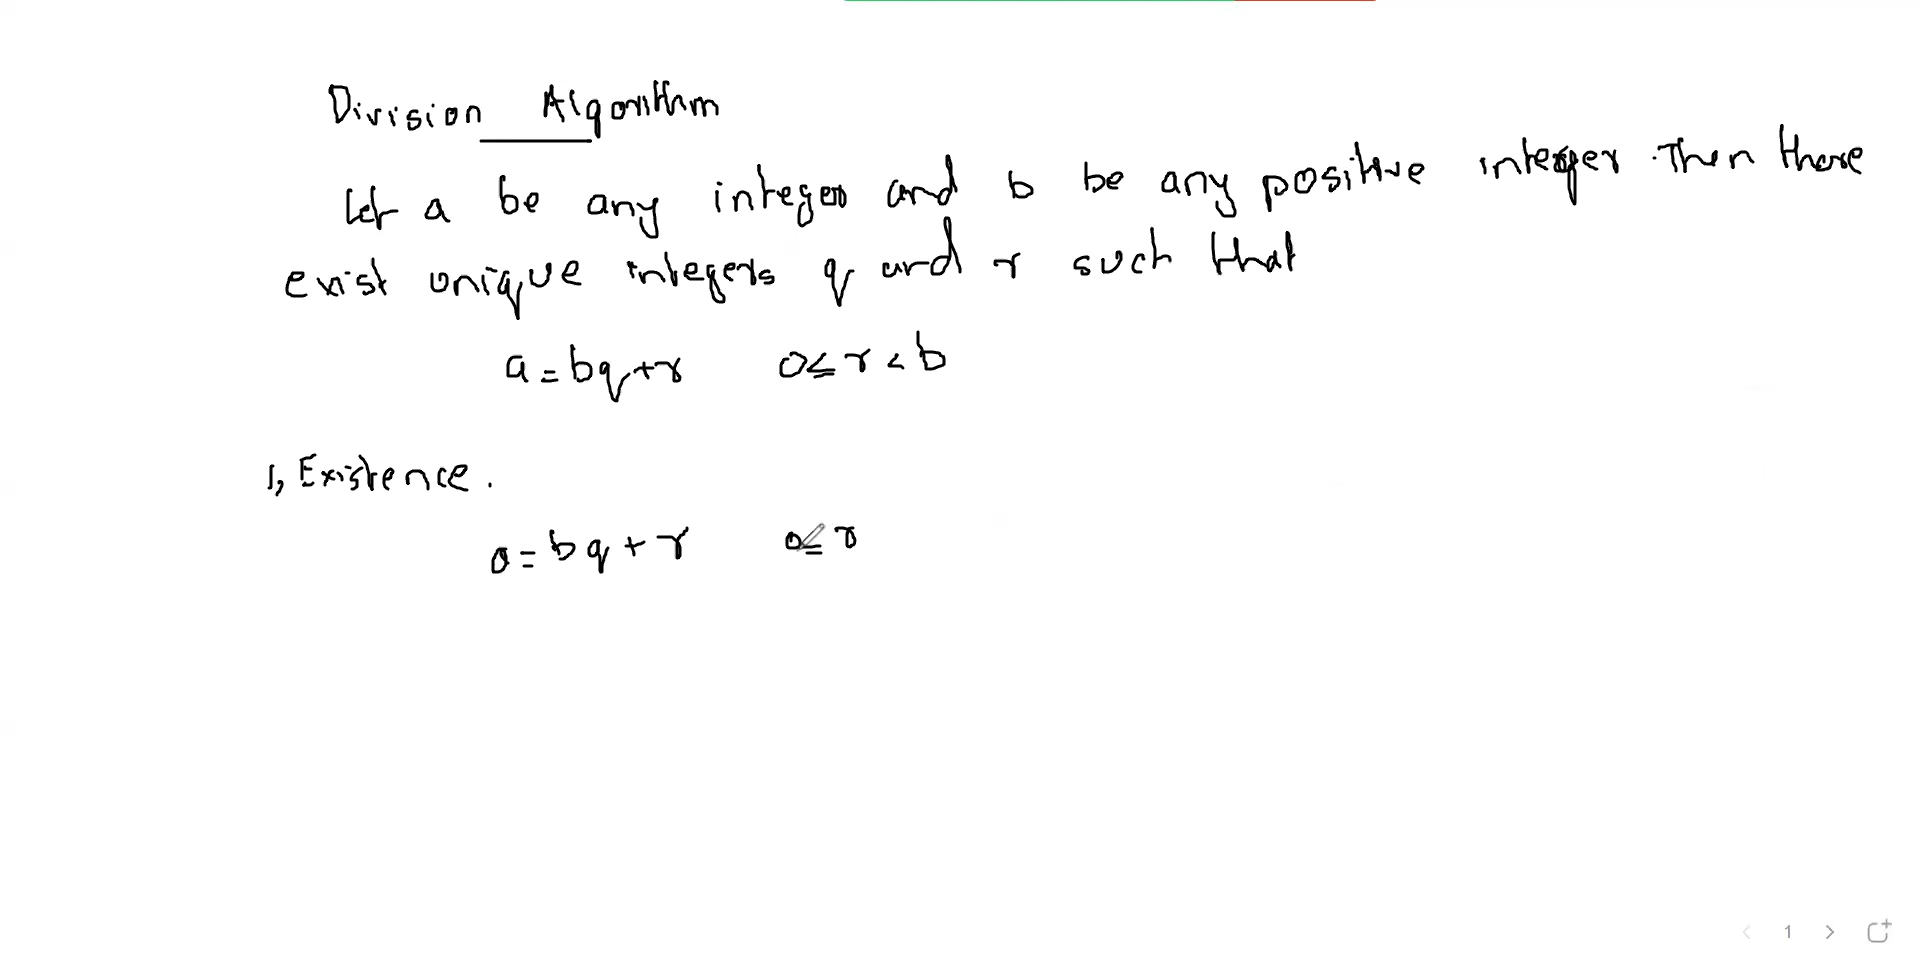 Division Algorithm
Let a be any integer and b be any positive integer. Then there
exist unique integers q and r such that
a = bq + r 0 ≤ r < b
1, Existence.
a = bq + r 0 ≤ r
1